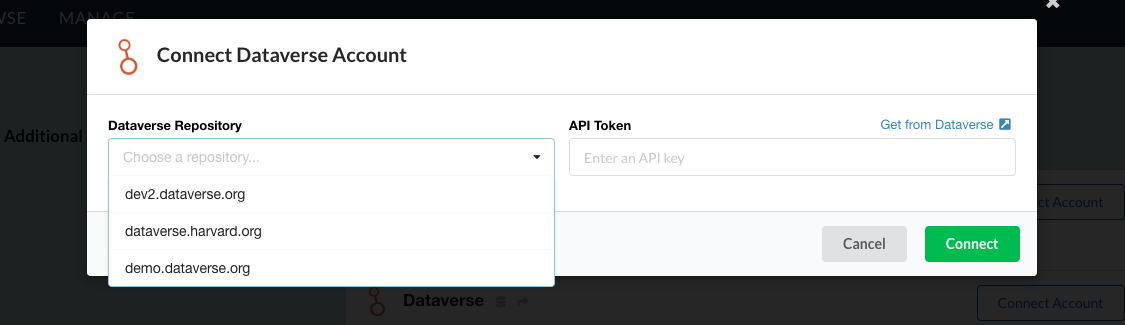 WSE MANAGE
Connect Dataverse Account
Additional
Dataverse Repository
API Token
Get from Dataverse
Choose a repository...
Enter an API key
dev2.dataverse.org
dataverse.harvard.org
demo.dataverse.org
ct Account
Cancel
Connect
Dataverse
Connect Account